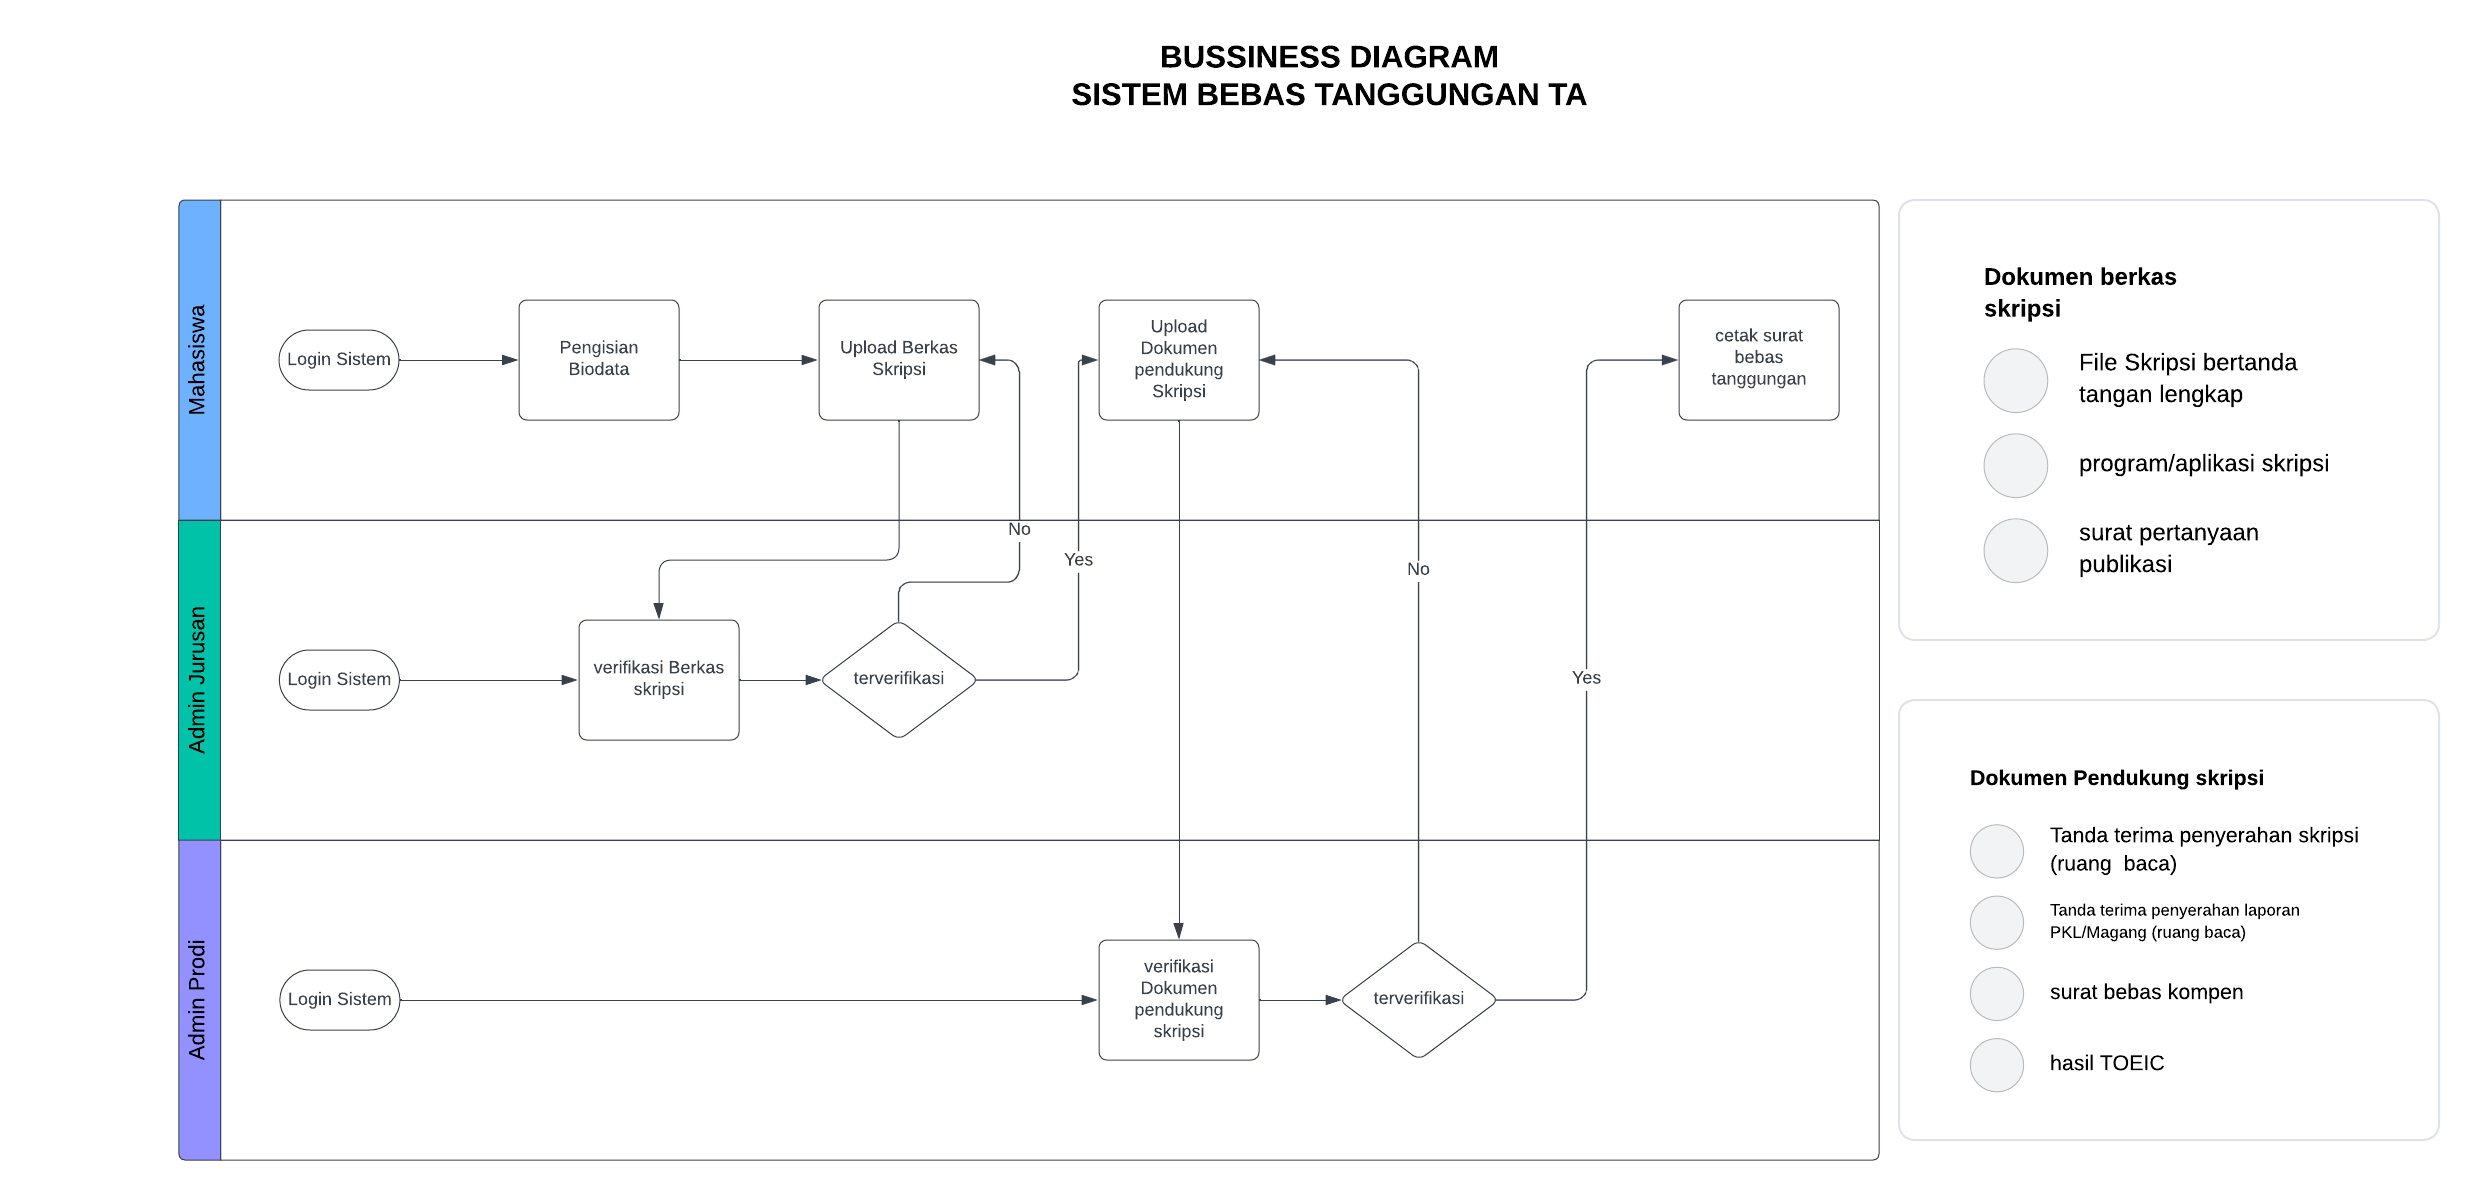 BUSSINESS DIAGRAM
SISTEM BEBAS TANGGUNGAN TA
Mahasiswa
Login Sistem
Pengisian
Biodata
Upload Berkas
Skripsi
Upload
Dokumen
pendukung
Skripsi
cetak surat
bebas
tanggungan
No
Yes
No
Yes
Admin Jurusan
Login Sistem
verifikasi Berkas
skripsi
terverifikasi
Admin Prodi
Login Sistem
verifikasi
Dokumen
pendukung
skripsi
terverifikasi
Dokumen berkas
skripsi
File Skripsi bertanda
tangan lengkap
program/aplikasi skripsi
surat pertanyaan
publikasi
Dokumen Pendukung skripsi
Tanda terima penyerahan skripsi
(ruang  baca)
Tanda terima penyerahan laporan
PKL/Magang (ruang baca)
surat bebas kompen
hasil TOEIC